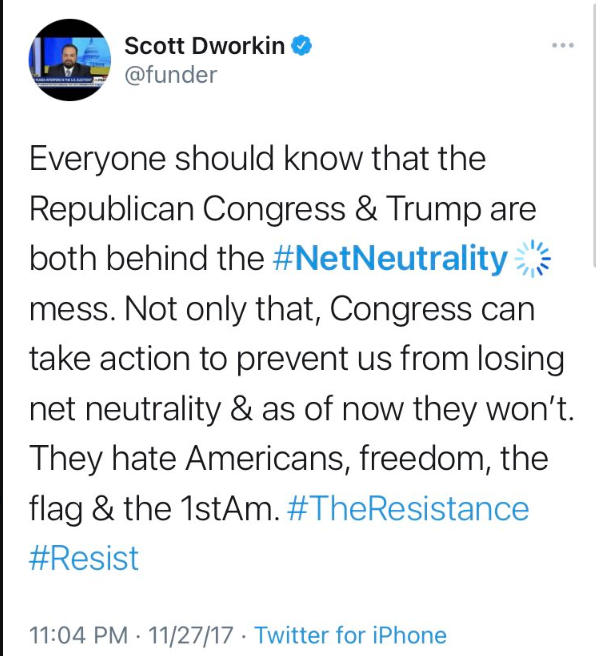 Scott Dworkin
@funder
Everyone should know that the
Republican Congress & Trump are
both behind the #NetNeutrality
mess. Not only that, Congress can
take action to prevent us from losing
net neutrality & as of now they won't.
They hate Americans, freedom, the
flag & the 1stAm. #TheResistance
#Resist
11:04 PM · 11/27/17 · Twitter for iPhone